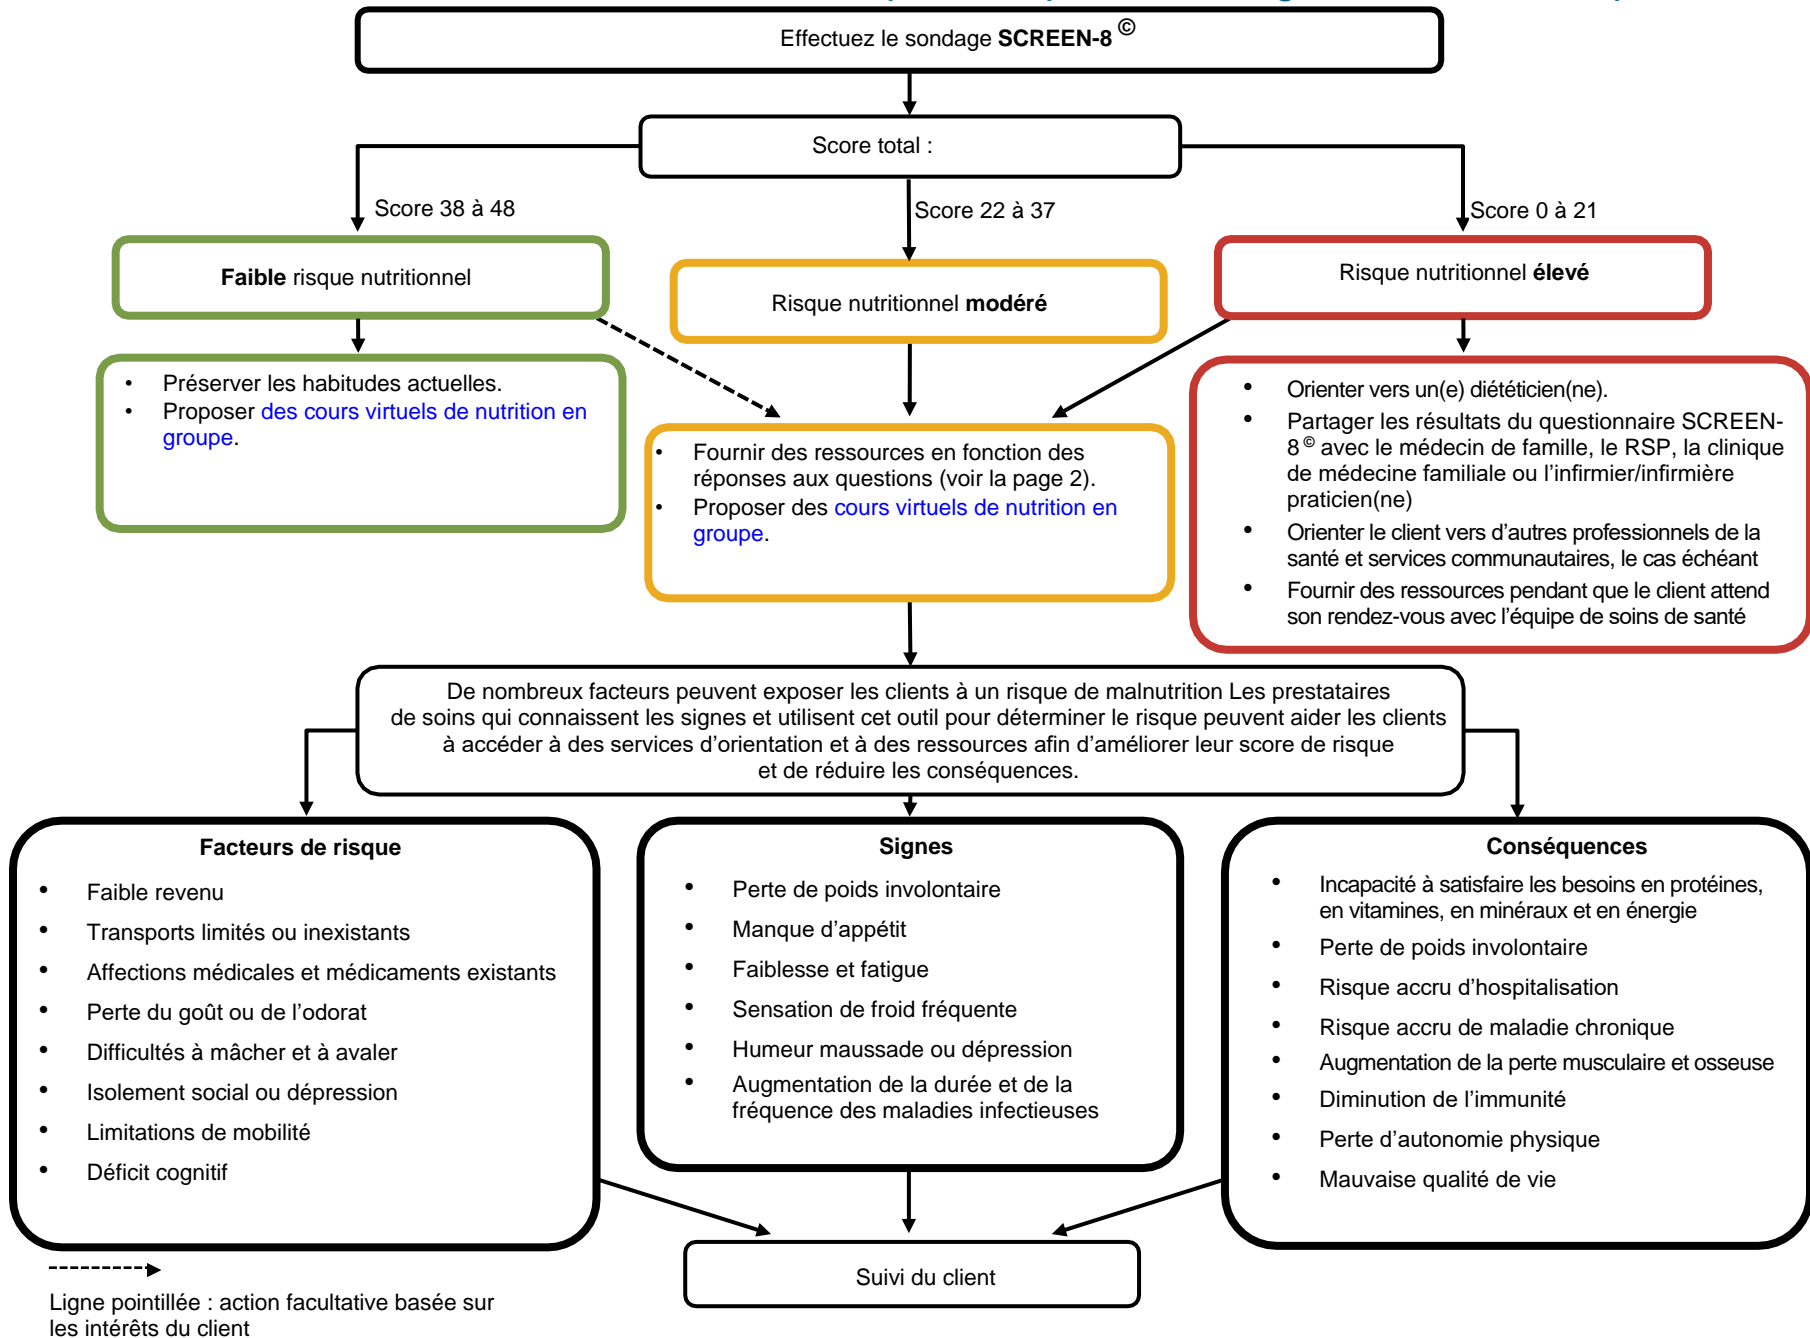 Effectuez le sondage SCREEN-8 ©
Score total :
Score 38 à 48
Score 22 à 37
Score 0 à 21
Faible risque nutritionnel
Risque nutritionnel modéré
Risque nutritionnel élevé
• Préserver les habitudes actuelles.
• Proposer des cours virtuels de nutrition en
groupe.
• Fournir des ressources en fonction des
réponses aux questions (voir la page 2).
• Proposer des cours virtuels de nutrition en
groupe.
• Orienter vers un(e) diététicien(ne).
• Partager les résultats du questionnaire SCREEN-
8 © avec le médecin de famille, le RSP, la clinique
de médecine familiale ou l’infirmier/infirmière
praticien(ne)
• Orienter le client vers d’autres professionnels de la
santé et services communautaires, le cas échéant
• Fournir des ressources pendant que le client attend
son rendez-vous avec l’équipe de soins de santé
De nombreux facteurs peuvent exposer les clients à un risque de malnutrition Les prestataires
de soins qui connaissent les signes et utilisent cet outil pour déterminer le risque peuvent aider les clients
à accéder à des services d’orientation et à des ressources afin d’améliorer leur score de risque
et de réduire les conséquences.
Facteurs de risque
• Faible revenu
• Transports limités ou inexistants
• Affections médicales et médicaments existants
• Perte du goût ou de l’odorat
• Difficultés à mâcher et à avaler
• Isolement social ou dépression
• Limitations de mobilité
• Déficit cognitif
Signes
• Perte de poids involontaire
• Manque d’appétit
• Faiblesse et fatigue
• Sensation de froid fréquente
• Humeur maussade ou dépression
• Augmentation de la durée et de la
fréquence des maladies infectieuses
Conséquences
• Incapacité à satisfaire les besoins en protéines,
en vitamines, en minéraux et en énergie
• Perte de poids involontaire
• Risque accru d’hospitalisation
• Risque accru de maladie chronique
• Augmentation de la perte musculaire et osseuse
• Diminution de l’immunité
• Perte d’autonomie physique
• Mauvaise qualité de vie
Suivi du client
Ligne pointillée : action facultative basée sur
les intérêts du client